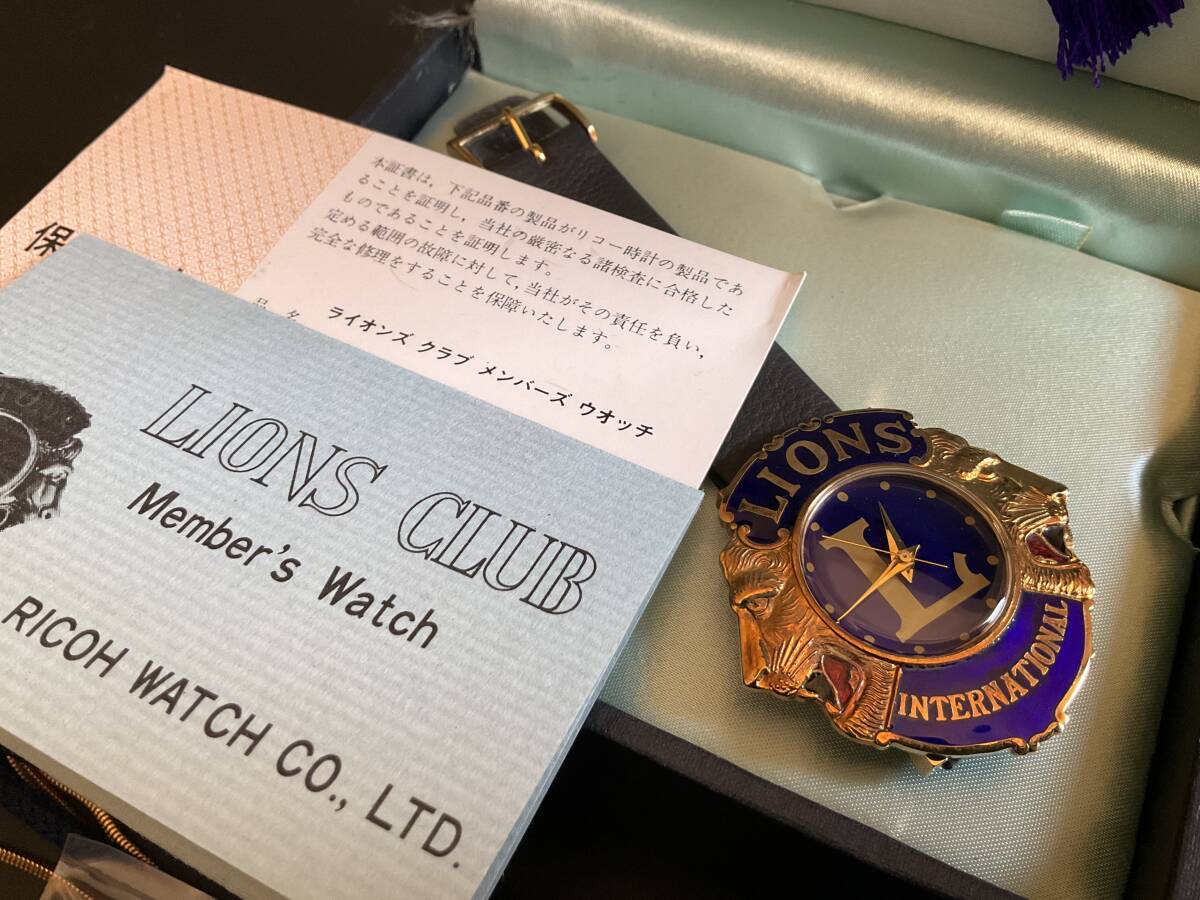 保
本証書は、下記品番の製品がリコー時計の製品であ
ることを証明し、当社の厳密なる諸検査に合格した
ものであることを証明します。
定める範囲の故障に対して、当社がその責任を負い、
完全な修理をすることを保障いたします。
品
タ
ライオンズ クラブ メンバーズ ウオッチ
LIONS CLUB
Member's Watch
RICOH WATCH CO., LTD.
LIONS
L
INTERNATIONAL